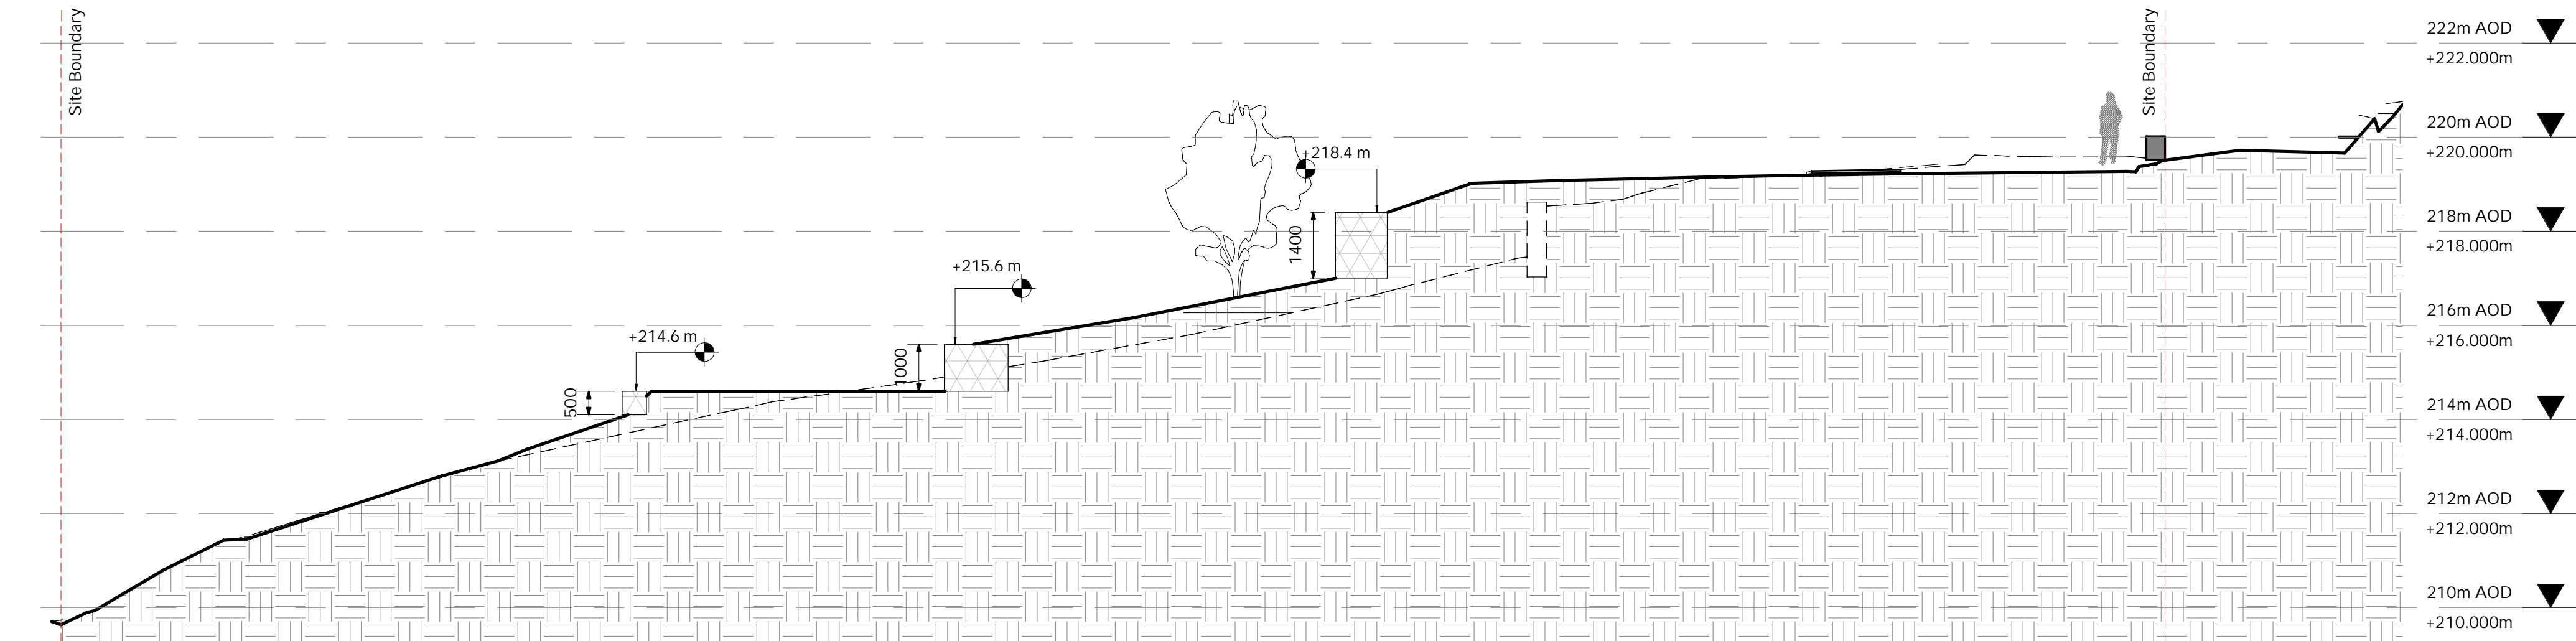 Site Boundary
Site Boundary
222m AOD
+222.000m
220m AOD
+220.000m
+218.4 m
218m AOD
+218.000m
1400
+215.6 m
216m AOD
+216.000m
+214.6 m
1000
500
214m AOD
+214.000m
212m AOD
+212.000m
210m AOD
+210.000m